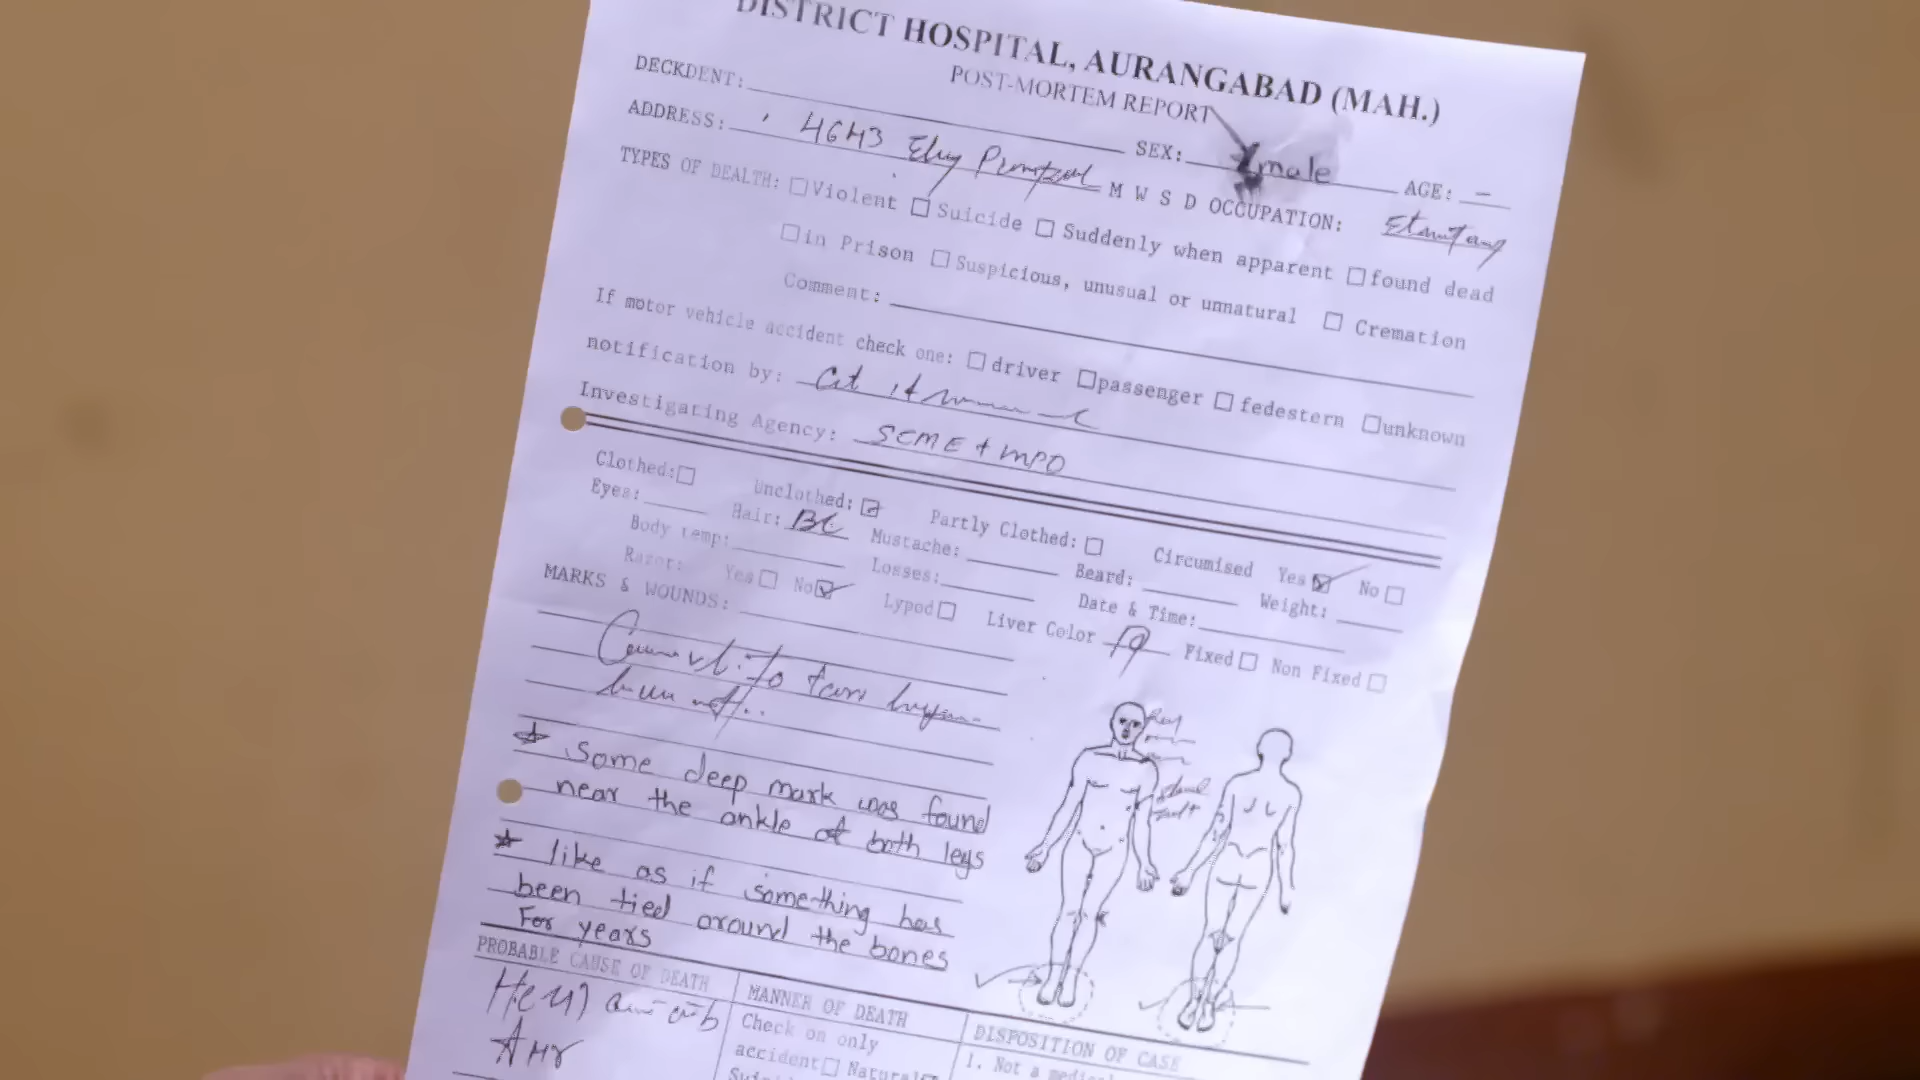 DISTRICT HOSPITAL, AURANGABAD (MAH.)
POST-MORTEM REPORT
DECKDENT: SEX: AGE: -
ADDRESS: 4643 M W S D OCCUPATION:
TYPES OF DEALTH: Violent Suicide Suddenly when apparent found dead
in Prison Suspicious, unusual or unnatural Cremation
Comment:
If motor vehicle accident check one: driver passenger fedestern unknown
notification by:
Investigating Agency: SCME + MPO
Clothed: Unclothed: Partly Clothed: Circumised Yes No
Eyes: Hair: Mustache: Beard: Weight:
Body temp: Losses: Date & Time:
Raror: Yes No Lypod Liver Color Fixed Non Fixed
MARKS & WOUNDS:
Some deep mark was found
near the ankle of both legs
like as if something has
been tied around the bones
For years
PROBABLE CAUSE OF DEATH
MANNER OF DEATH
Check on only
accident Natural
DISPOSITION OF CASE
1. Not a